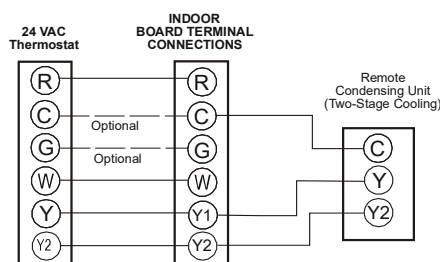 24 VAC
Thermostat
INDOOR
BOARD TERMINAL
CONNECTIONS
Remote
Condensing Unit
(Two-Stage Cooling)
R
C
G
W
Y
Y2
Optional
Optional
R
C
G
W
Y1
Y2
C
Y
Y2